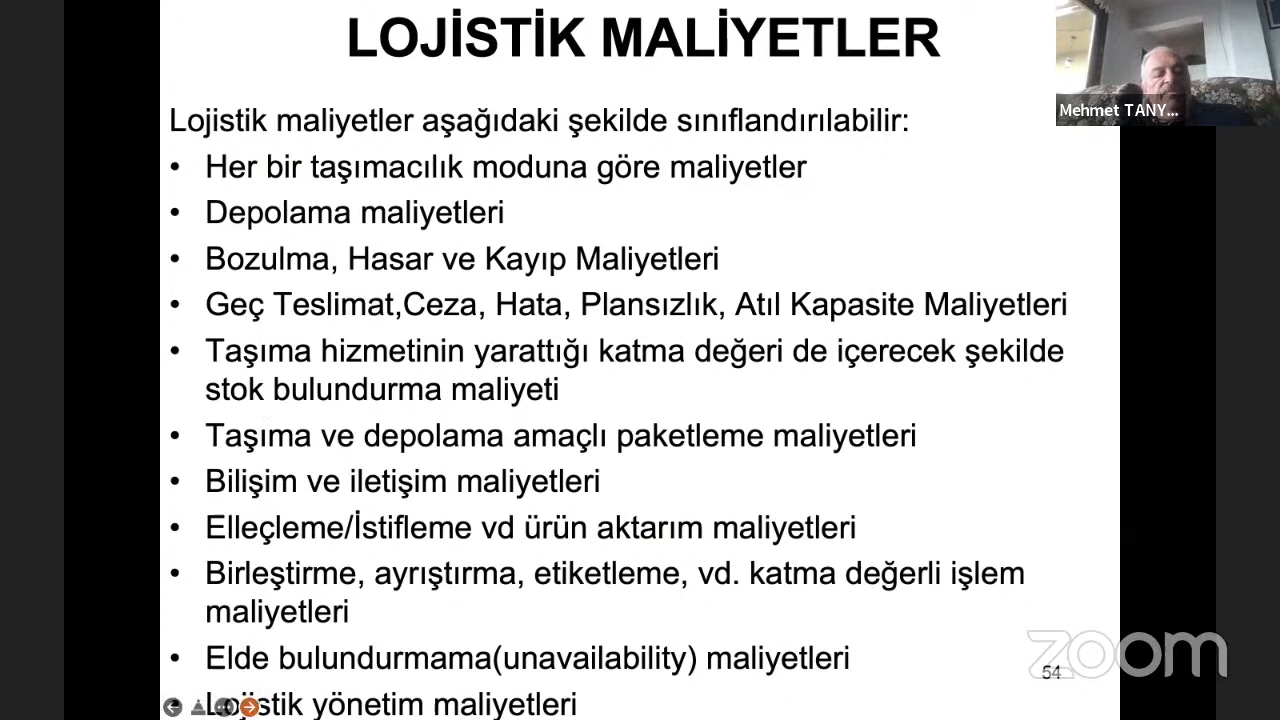 LOJİSTİK MALİYETLER
Mehmet TANY...
Lojistik maliyetler aşağıdaki şekilde sınıflandırılabilir:
• Her bir taşımacılık moduna göre maliyetler
• Depolama maliyetleri
• Bozulma, Hasar ve Kayıp Maliyetleri
• Geç Teslimat,Ceza, Hata, Plansızlık, Atıl Kapasite Maliyetleri
• Taşıma hizmetinin yarattığı katma değeri de içerecek şekilde
stok bulundurma maliyeti
• Taşıma ve depolama amaçlı paketleme maliyetleri
• Bilişim ve iletişim maliyetleri
• Elleçleme/İstifleme vd ürün aktarım maliyetleri
• Birleştirme, ayrıştırma, etiketleme, vd. katma değerli işlem
maliyetleri
• Elde bulundurmama(unavailability) maliyetleri
• Lojistik yönetim maliyetleri
54
zoom